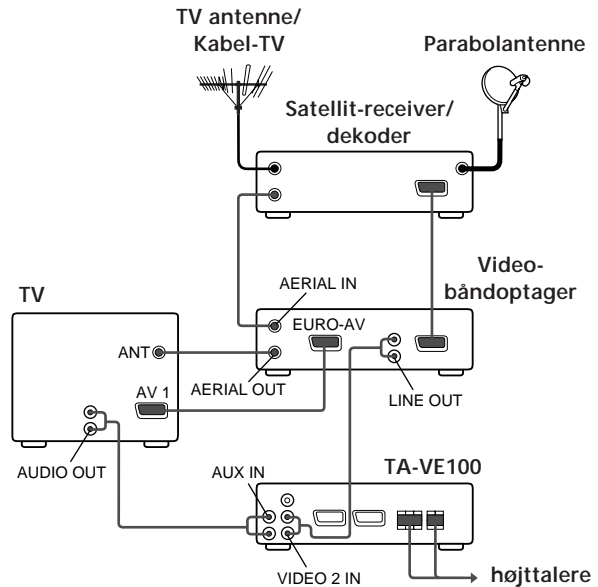 TV antenne/
Kabel-TV
Parabolantenne
Satellit-receiver/
dekoder
Video-
båndoptager
TV
AERIAL IN
EURO-AV
ANT
AERIAL OUT
LINE OUT
AV 1
AUDIO OUT
AUX IN
TA-VE100
VIDEO 2 IN
højttalere